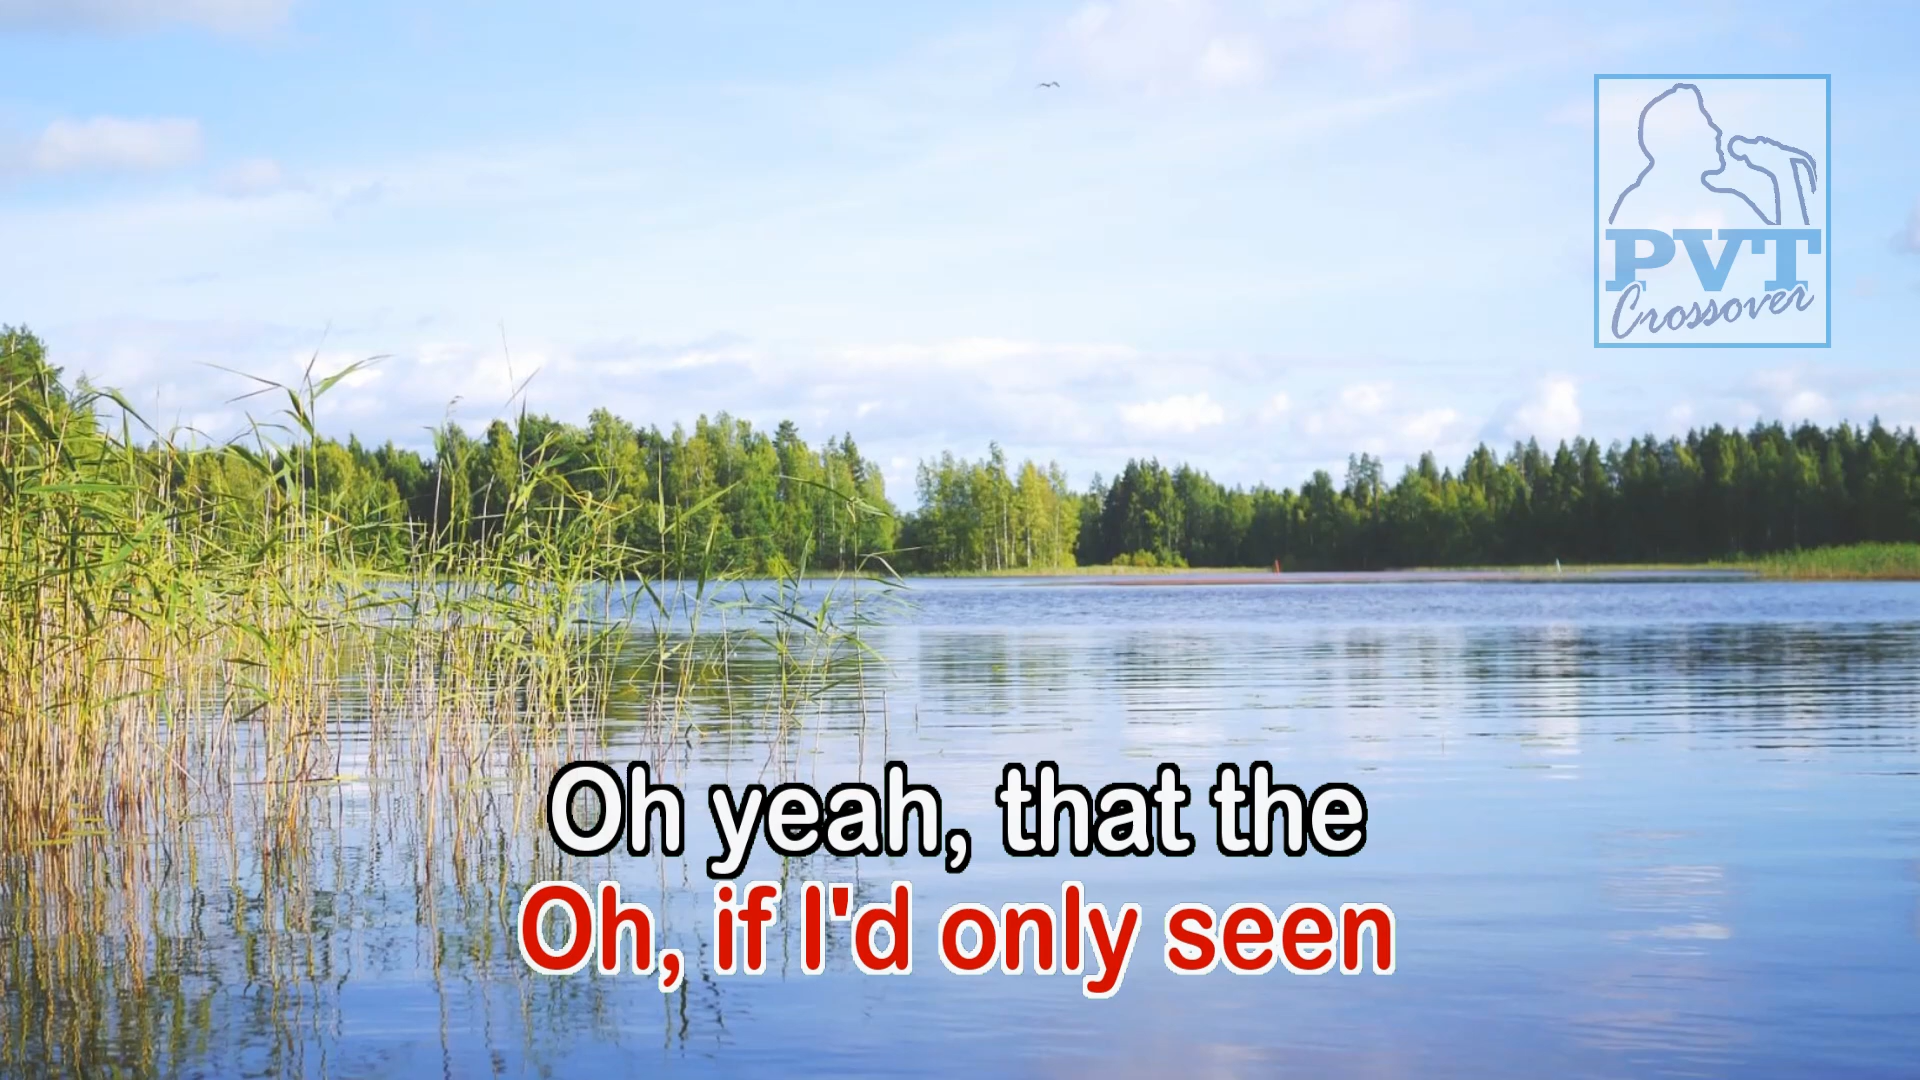 PVT
Crossover
Oh yeah, that the
Oh, if I'd only seen